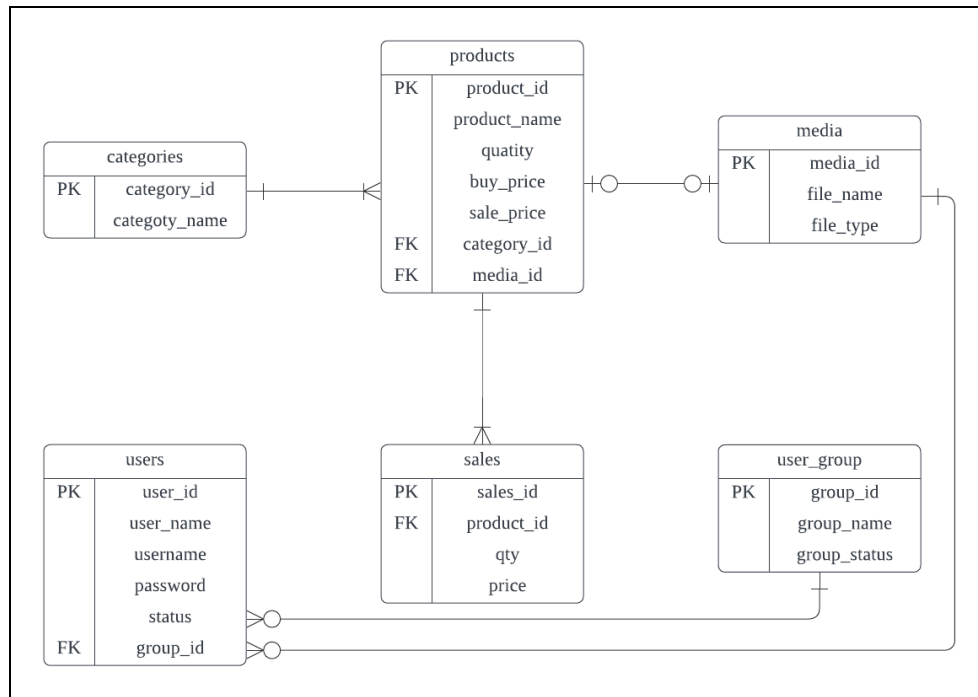 products
PK product_id
product_name
quatity
buy_price
sale_price
FK category_id
FK media_id
categories
PK category_id
categoty_name
media
PK media_id
file_name
file_type
users
PK user_id
user_name
username
password
status
FK group_id
sales
PK sales_id
FK product_id
qty
price
user_group
PK group_id
group_name
group_status